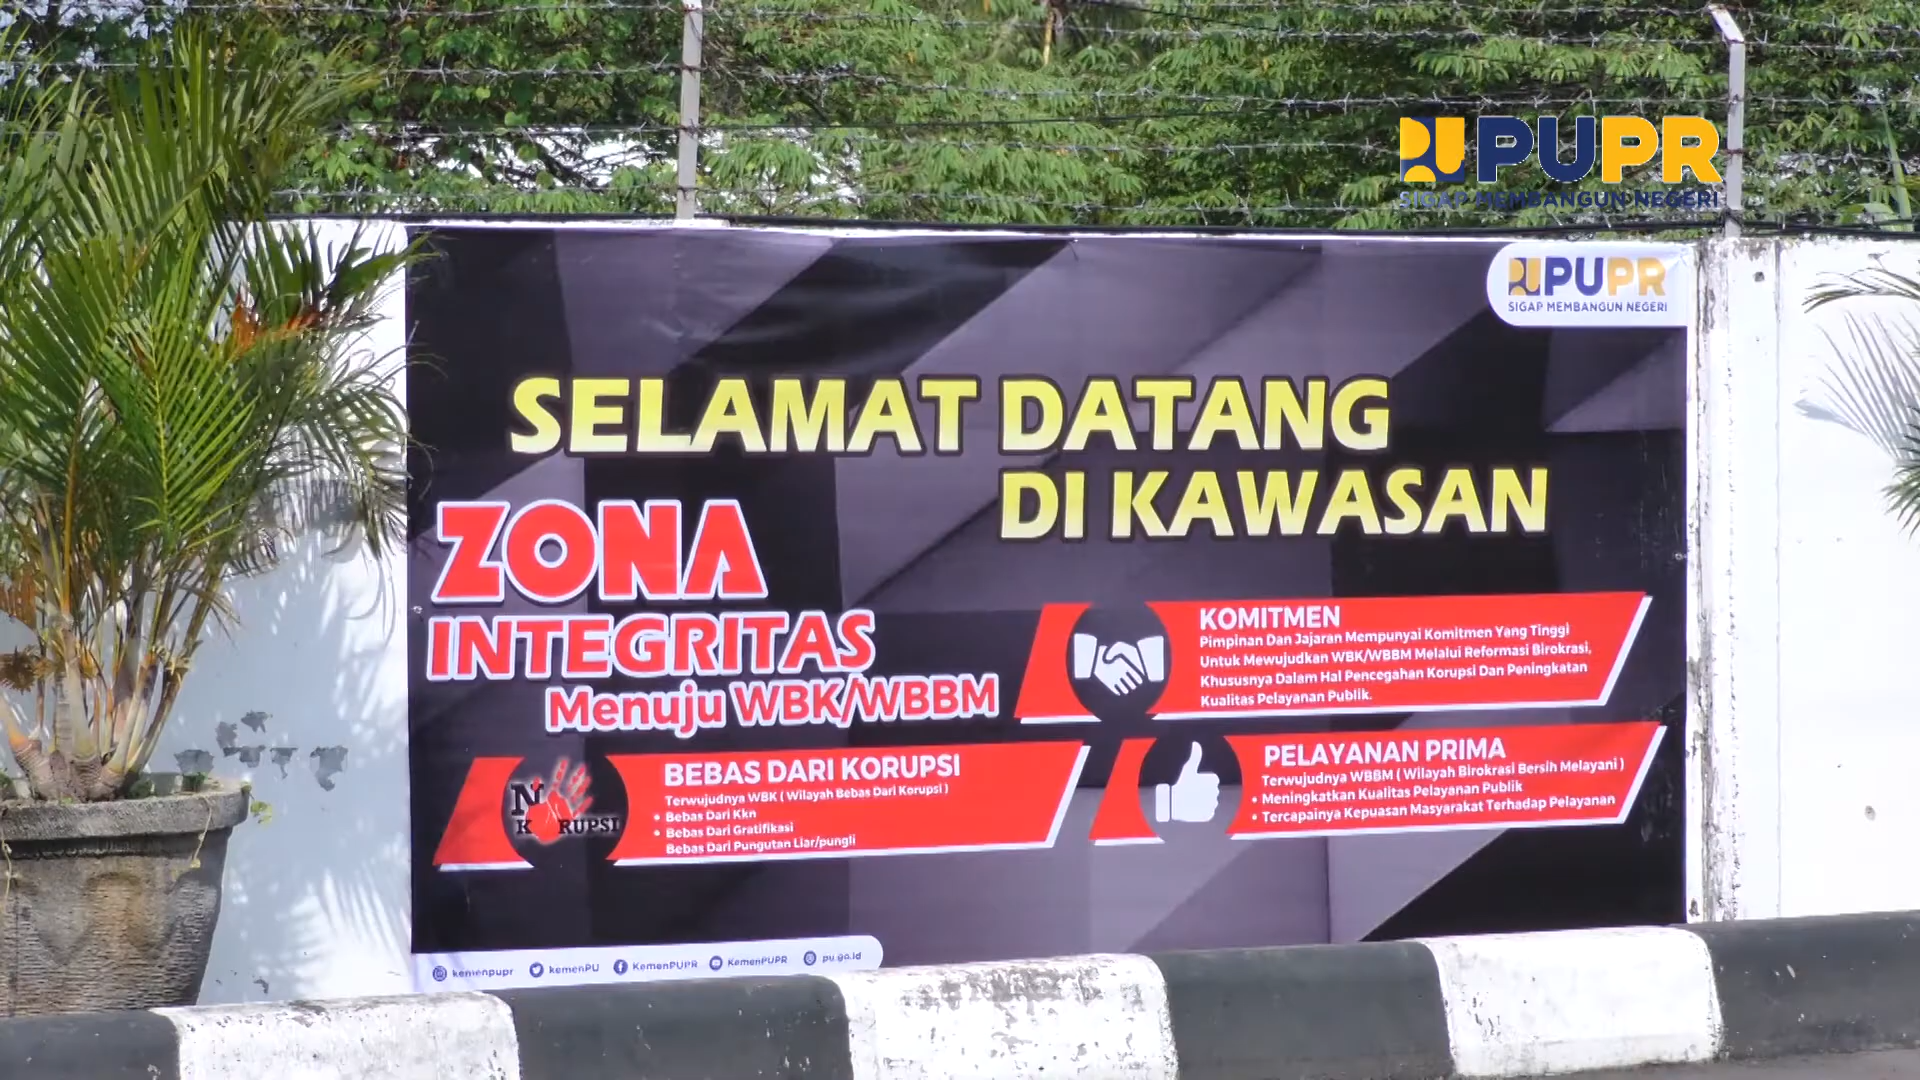 PUPR
SIGAP MEMBANGUN NEGERI
PUPR
SIGAP MEMBANGUN NEGERI
SELAMAT DATANG
DI KAWASAN
ZONA
INTEGRITAS
Menuju WBK/WBBM
KOMITMEN
Pimpinan Dan Jajaran Mempunyai Komitmen Yang Tinggi
Untuk Mewujudkan WBK/WBBM Melalui Reformasi Birokrasi,
Khususnya Dalam Hal Pencegahan Korupsi Dan Peningkatan
Kualitas Pelayanan Publik.
NO KORUPSI
BEBAS DARI KORUPSI
Terwujudnya WBK ( Wilayah Bebas Dari Korupsi )
• Bebas Dari Kkn
• Bebas Dari Gratifikasi
Bebas Dari Pungutan Liar/pungli
PELAYANAN PRIMA
Terwujudnya WBBM ( Wilayah Birokrasi Bersih Melayani )
• Meningkatkan Kualitas Pelayanan Publik
• Tercapainya Kepuasan Masyarakat Terhadap Pelayanan
kemenpupr kemenPU KemenPUPR KemenPUPR pu.go.id